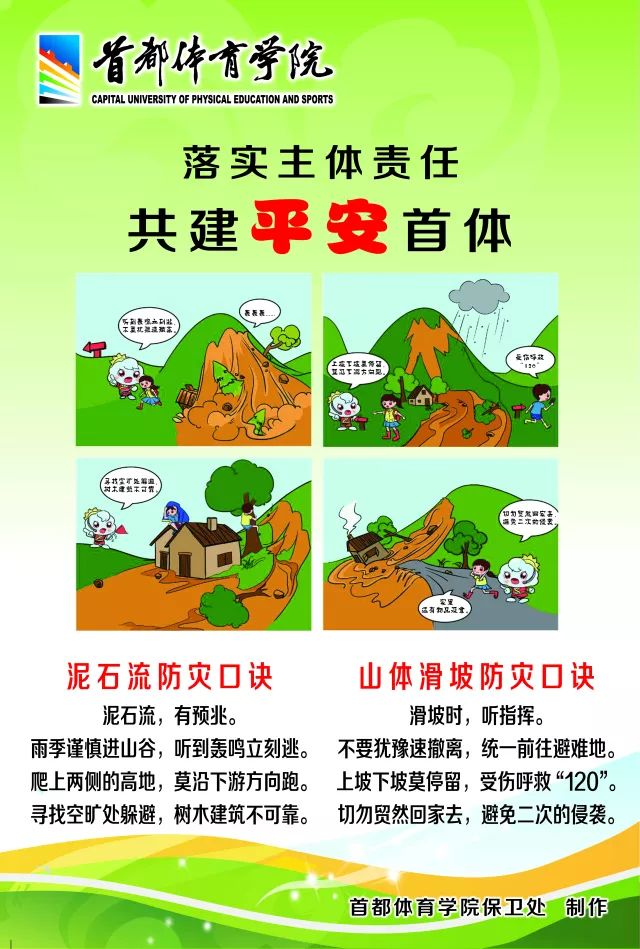 首都体育学院
CAPITAL UNIVERSITY OF PHYSICAL EDUCATION AND SPORTS
落实主体责任
共建平安首体
轰轰轰......
上坡下坡莫停留,
受伤呼救
"120"
寻找空旷处躲避,
树木建筑不可靠。
切勿贸然回家去,
避免二次的侵袭。
家里
还有物品没拿。
泥石流防灾口诀
泥石流,有预兆。
雨季谨慎进山谷,听到轰鸣立刻逃。
爬上两侧的高地,莫沿下游方向跑。
寻找空旷处躲避,树木建筑不可靠。
山体滑坡防灾口诀
滑坡时,听指挥。
不要犹豫速撤离,统一前往避难地。
上坡下坡莫停留,受伤呼救“120”。
切勿贸然回家去,避免二次的侵袭。
首都体育学院保卫处 制作